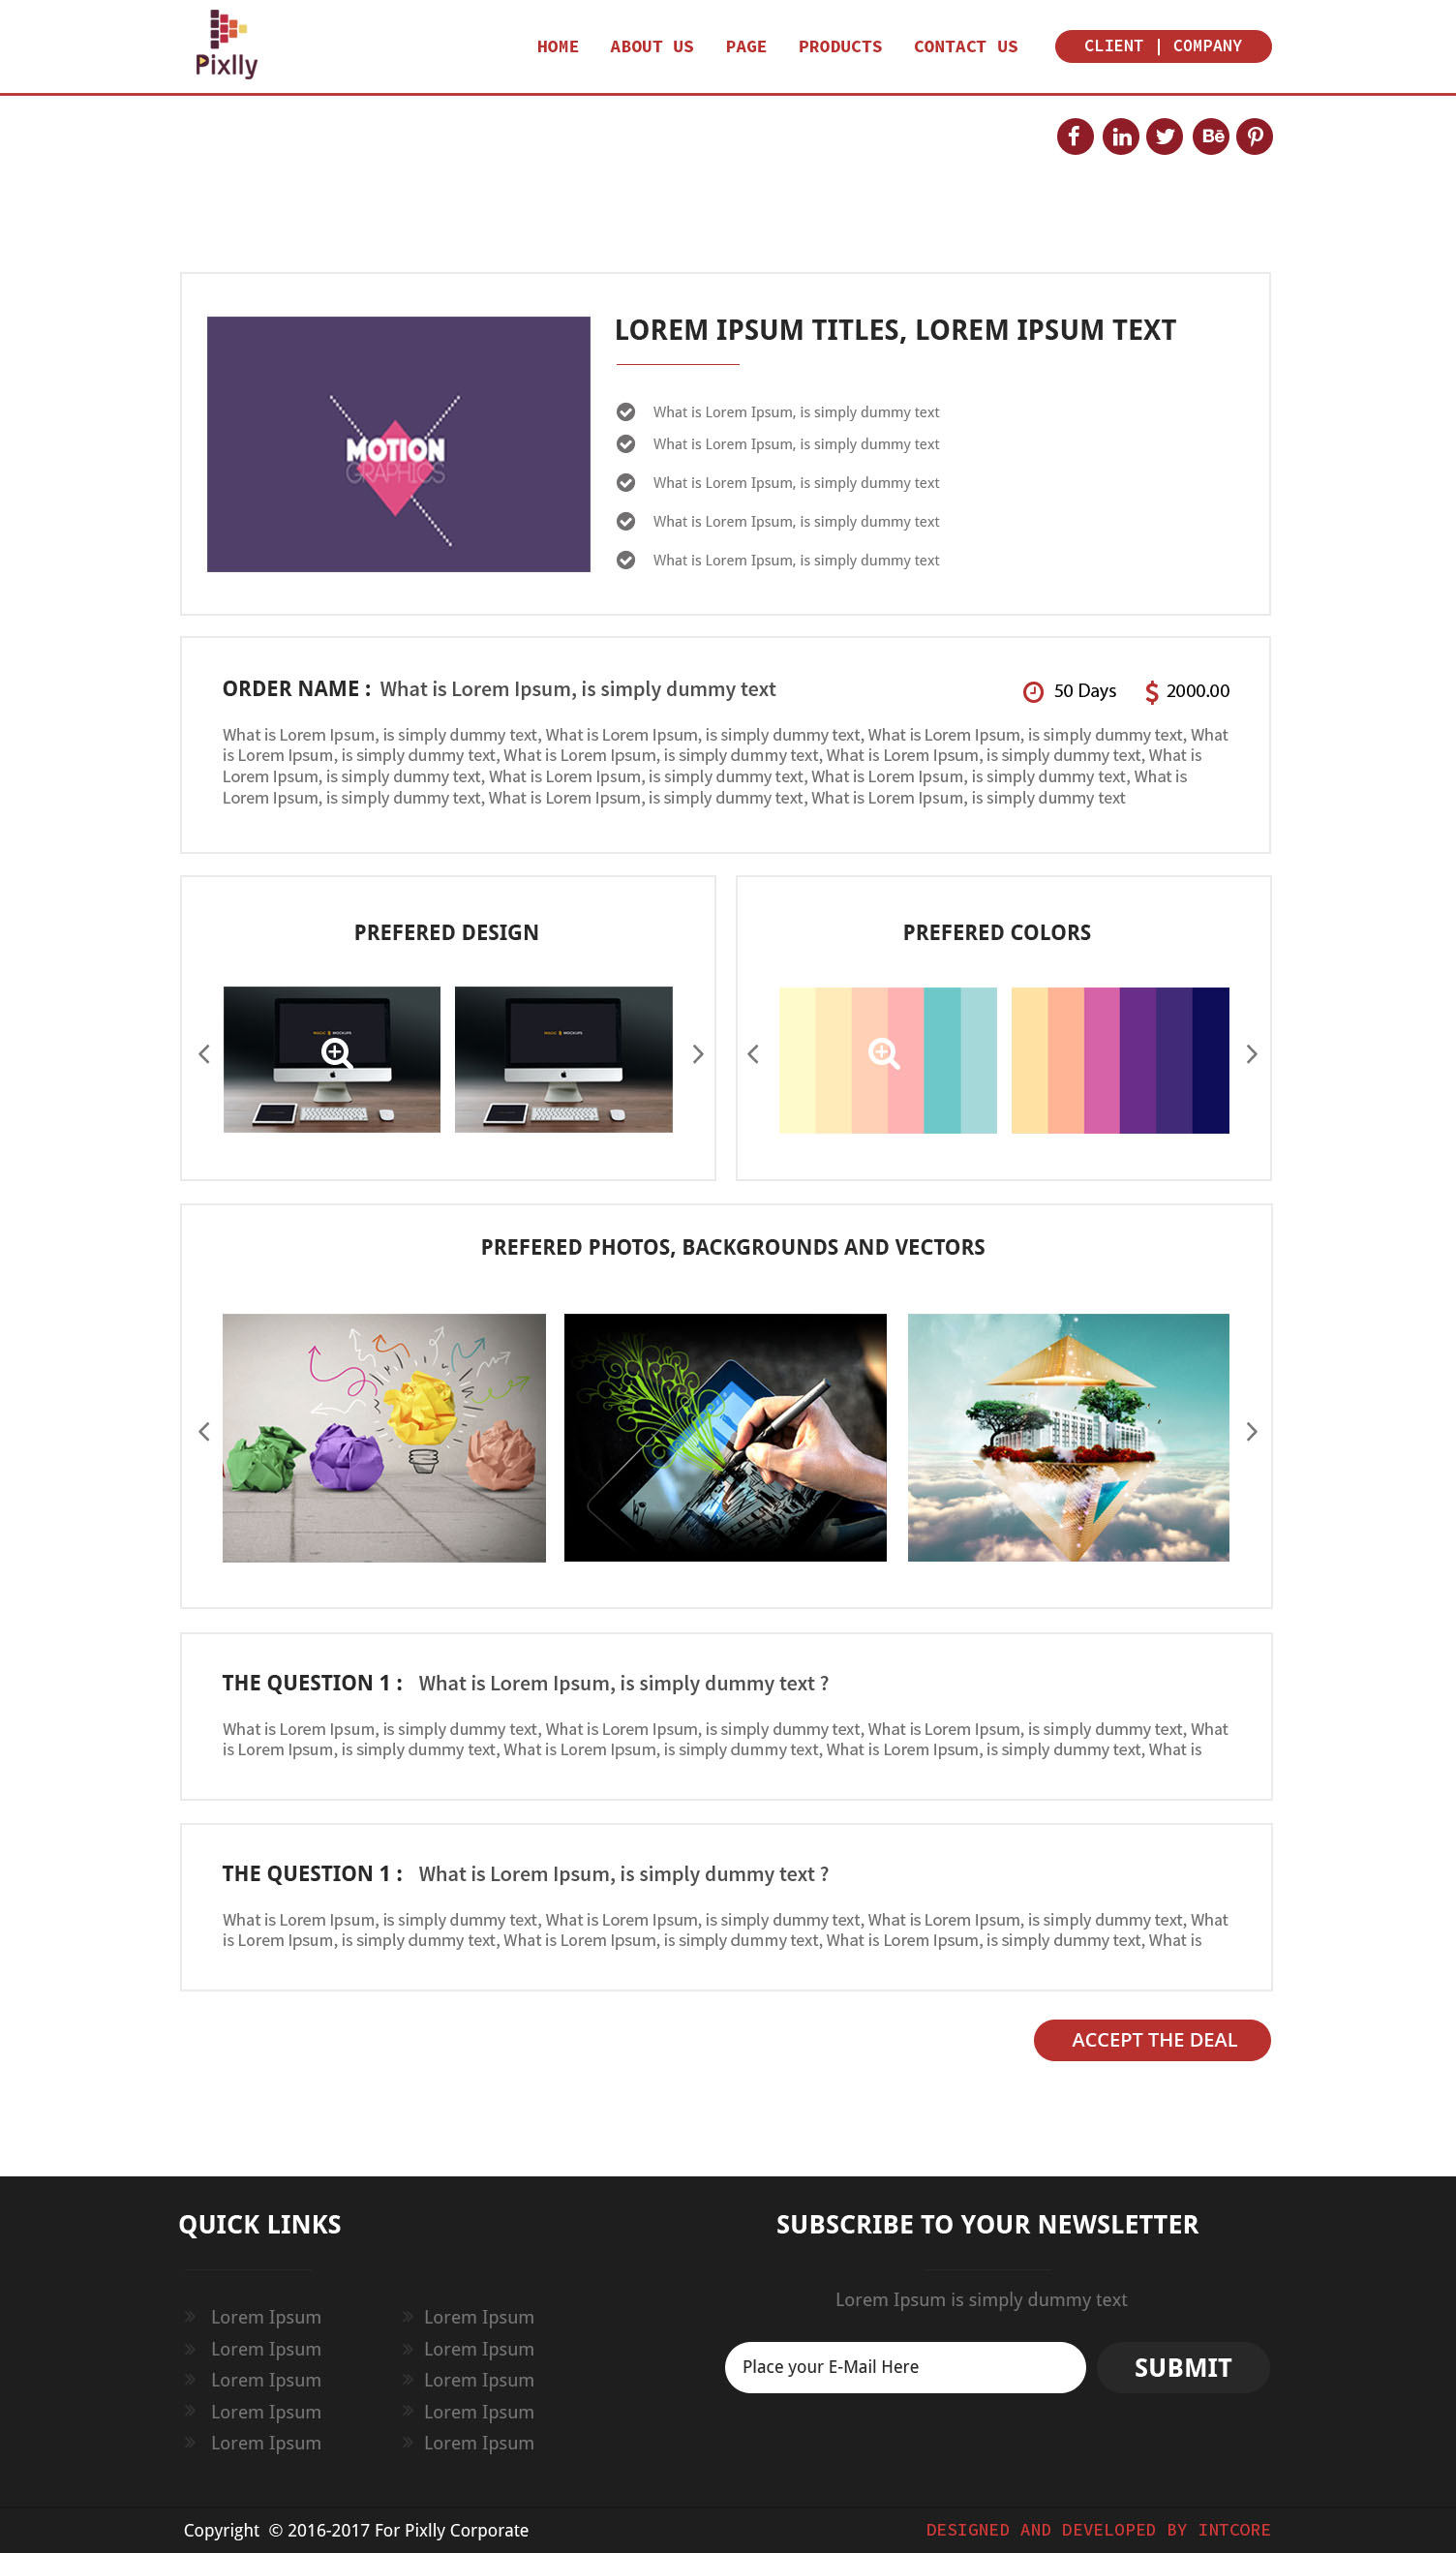 Pixlly
HOME ABOUT US PAGE PRODUCTS CONTACT US CLIENT | COMPANY
Bē
LOREM IPSUM TITLES, LOREM IPSUM TEXT
MOTION
GRAPHICS
What is Lorem Ipsum, is simply dummy text
What is Lorem Ipsum, is simply dummy text
What is Lorem Ipsum, is simply dummy text
What is Lorem Ipsum, is simply dummy text
What is Lorem Ipsum, is simply dummy text
ORDER NAME : What is Lorem Ipsum, is simply dummy text
50 Days $ 2000.00
What is Lorem Ipsum, is simply dummy text, What is Lorem Ipsum, is simply dummy text, What is Lorem Ipsum, is simply dummy text, What
is Lorem Ipsum, is simply dummy text, What is Lorem Ipsum, is simply dummy text, What is Lorem Ipsum, is simply dummy text, What is
Lorem Ipsum, is simply dummy text, What is Lorem Ipsum, is simply dummy text, What is Lorem Ipsum, is simply dummy text, What is
Lorem Ipsum, is simply dummy text, What is Lorem Ipsum, is simply dummy text, What is Lorem Ipsum, is simply dummy text
PREFERED DESIGN
MAGIC MOCKUPS
MAGIC MOCKUPS
PREFERED COLORS
PREFERED PHOTOS, BACKGROUNDS AND VECTORS
THE QUESTION 1 : What is Lorem Ipsum, is simply dummy text ?
What is Lorem Ipsum, is simply dummy text, What is Lorem Ipsum, is simply dummy text, What is Lorem Ipsum, is simply dummy text, What
is Lorem Ipsum, is simply dummy text, What is Lorem Ipsum, is simply dummy text, What is Lorem Ipsum, is simply dummy text, What is
THE QUESTION 1 : What is Lorem Ipsum, is simply dummy text ?
What is Lorem Ipsum, is simply dummy text, What is Lorem Ipsum, is simply dummy text, What is Lorem Ipsum, is simply dummy text, What
is Lorem Ipsum, is simply dummy text, What is Lorem Ipsum, is simply dummy text, What is Lorem Ipsum, is simply dummy text, What is
ACCEPT THE DEAL
QUICK LINKS
Lorem Ipsum Lorem Ipsum
Lorem Ipsum Lorem Ipsum
Lorem Ipsum Lorem Ipsum
Lorem Ipsum Lorem Ipsum
Lorem Ipsum Lorem Ipsum
SUBSCRIBE TO YOUR NEWSLETTER
Lorem Ipsum is simply dummy text
Place your E-Mail Here
SUBMIT
Copyright © 2016-2017 For Pixlly Corporate
DESIGNED AND DEVELOPED BY INTCORE